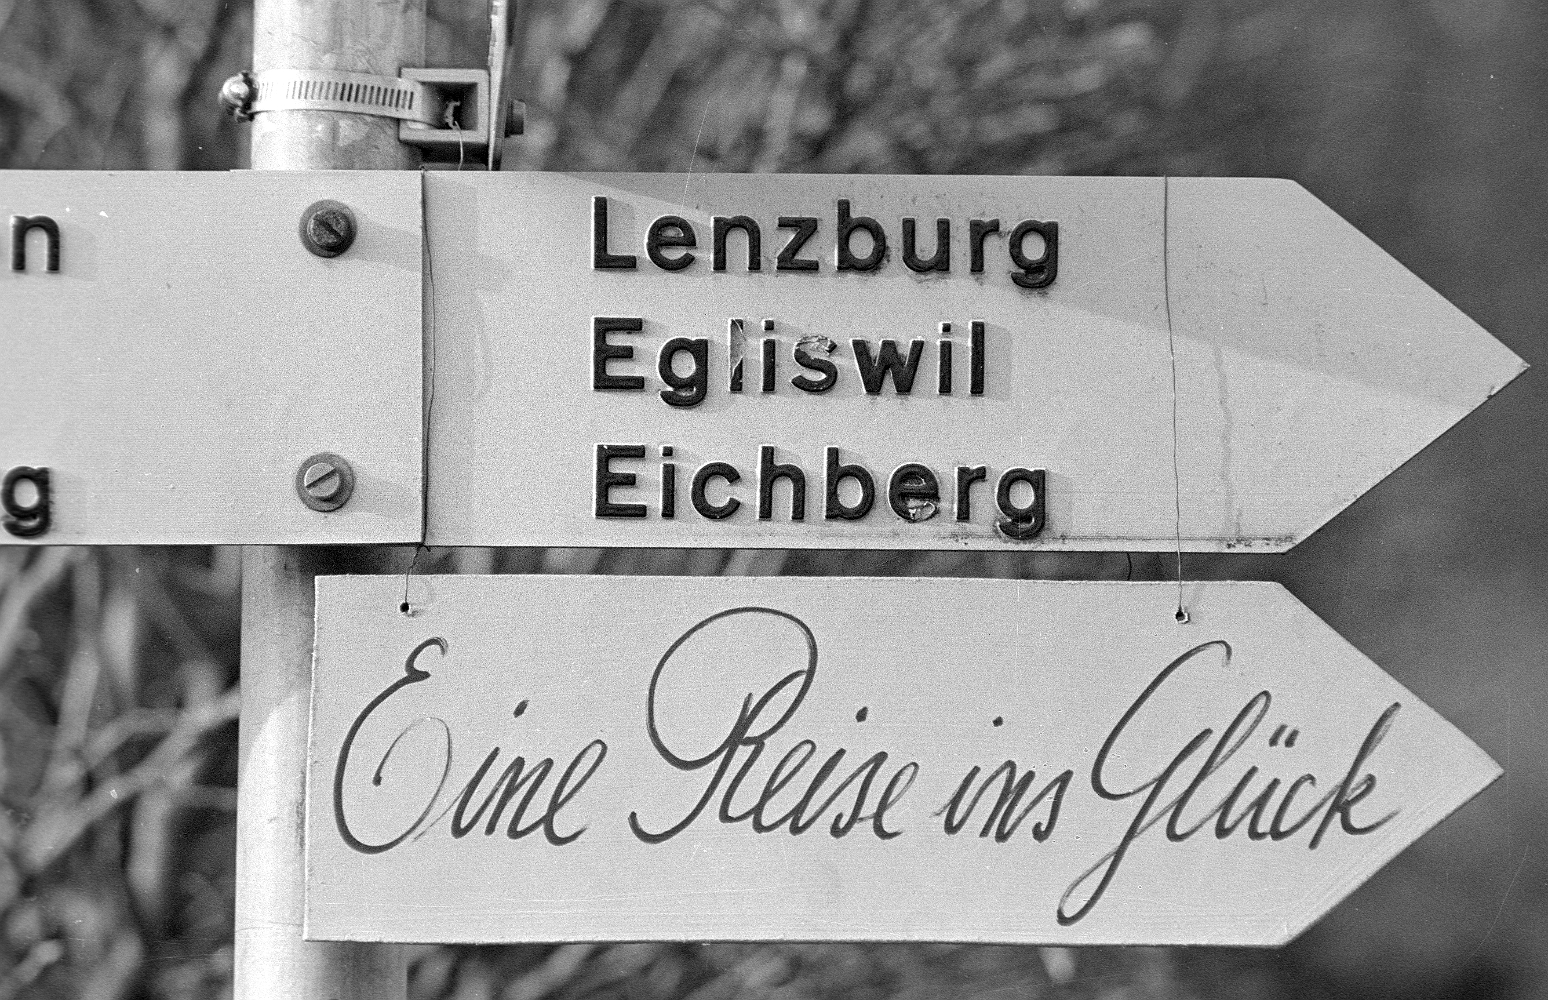 n
g
Lenzburg
Egliswil
Eichberg
Eine Reise ins Glück